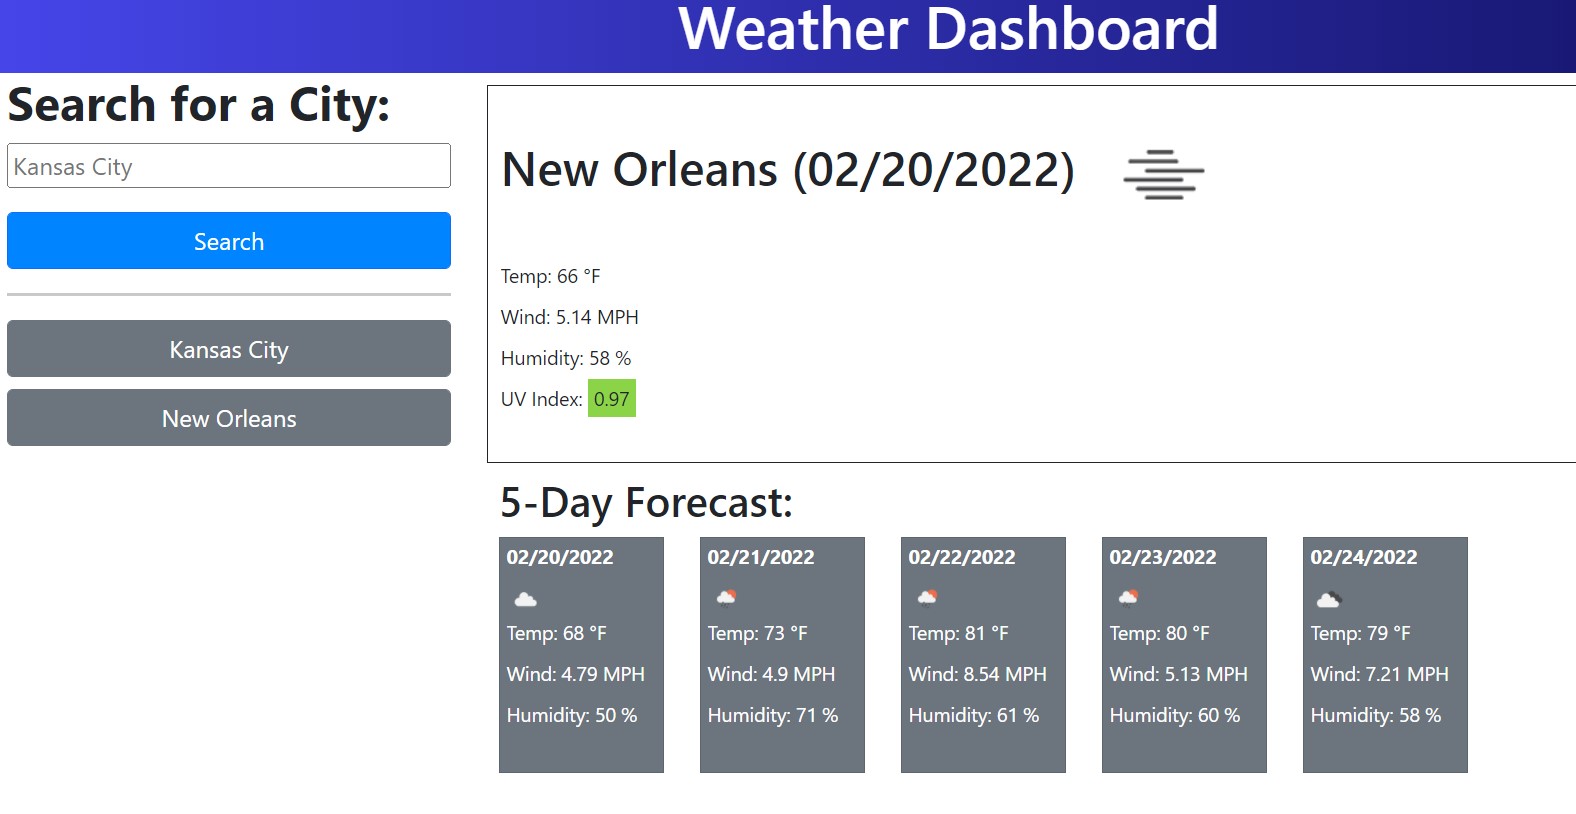 Weather Dashboard
Search for a City:
Kansas City
Search
Kansas City
New Orleans
New Orleans (02/20/2022)
Temp: 66 °F
Wind: 5.14 MPH
Humidity: 58 %
UV Index: 0.97
5-Day Forecast:
02/20/2022
Temp: 68 °F
Wind: 4.79 MPH
Humidity: 50 %
02/21/2022
Temp: 73 °F
Wind: 4.9 MPH
Humidity: 71 %
02/22/2022
Temp: 81 °F
Wind: 8.54 MPH
Humidity: 61 %
02/23/2022
Temp: 80 °F
Wind: 5.13 MPH
Humidity: 60 %
02/24/2022
Temp: 79 °F
Wind: 7.21 MPH
Humidity: 58 %